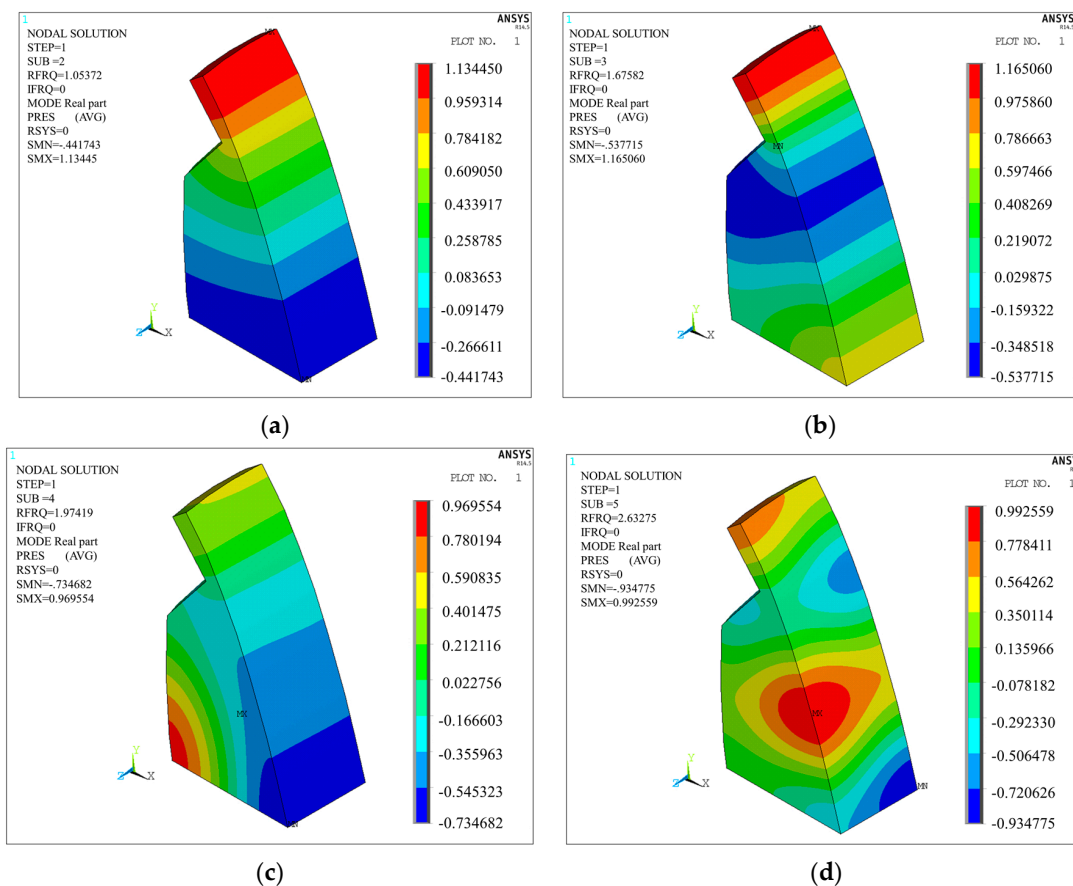 1
NODAL SOLUTION
STEP=1
SUB =2
RFRQ=1.05372
IFRQ=0
MODE Real part
PRES (AVG)
RSYS=0
SMN=-.441743
SMX=1.13445
ANSYS
R14.5
PLOT NO. 1
MX
MN
Y
Z
X
1.134450
0.959314
0.784182
0.609050
0.433917
0.258785
0.083653
-0.091479
-0.266611
-0.441743
(a)
1
NODAL SOLUTION
STEP=1
SUB =3
RFRQ=1.67582
IFRQ=0
MODE Real part
PRES (AVG)
RSYS=0
SMN=-.537715
SMX=1.165060
ANSYS
R14.5
PLOT NO. 1
MN
Y
Z
X
1.165060
0.975860
0.786663
0.597466
0.408269
0.219072
0.029875
-0.159322
-0.348518
-0.537715
(b)
1
NODAL SOLUTION
STEP=1
SUB =4
RFRQ=1.97419
IFRQ=0
MODE Real part
PRES (AVG)
RSYS=0
SMN=-.734682
SMX=0.969554
ANSYS
R14.5
PLOT NO. 1
MX
MN
Y
Z
X
0.969554
0.780194
0.590835
0.401475
0.212116
0.022756
-0.166603
-0.355963
-0.545323
-0.734682
(c)
1
NODAL SOLUTION
STEP=1
SUB =5
RFRQ=2.63275
IFRQ=0
MODE Real part
PRES (AVG)
RSYS=0
SMN=-.934775
SMX=0.992559
ANSYS
R14.5
PLOT NO. 1
MX
MN
Y
Z
X
0.992559
0.778411
0.564262
0.350114
0.135966
-0.078182
-0.292330
-0.506478
-0.720626
-0.934775
(d)